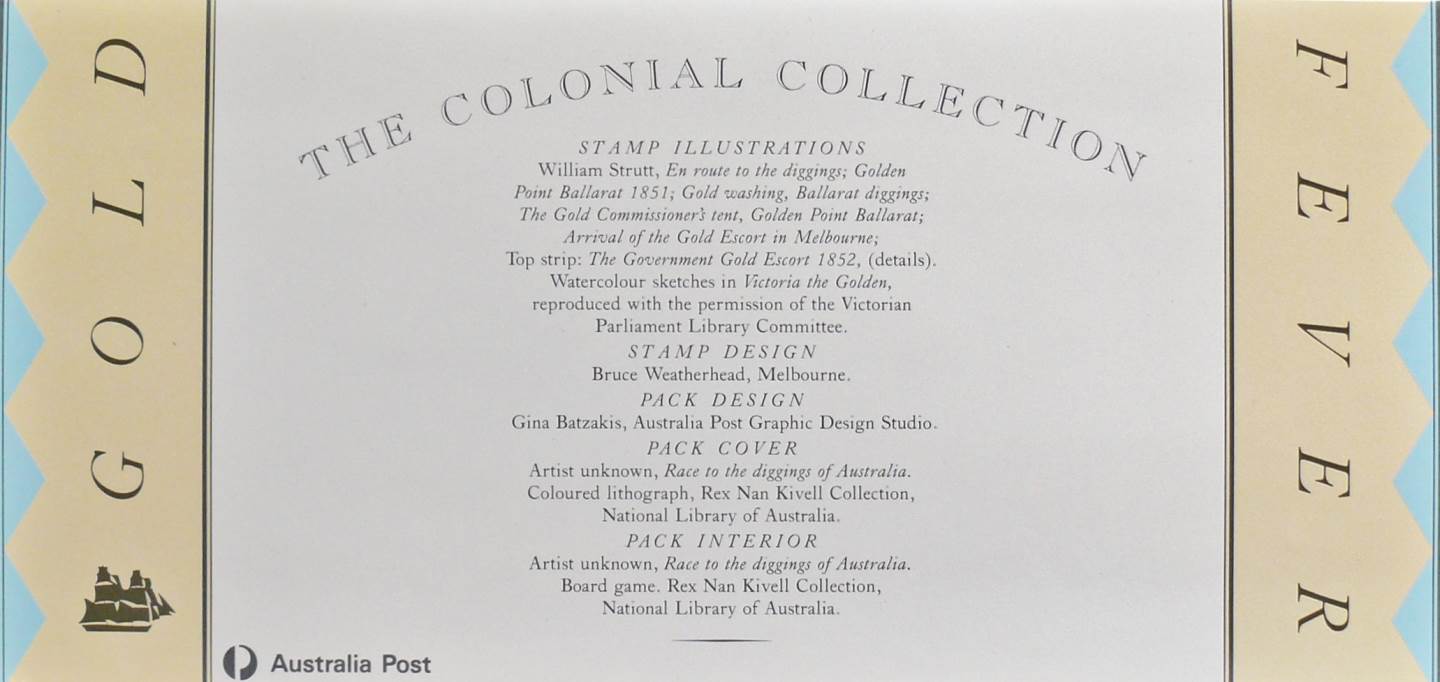 GOLD
THE COLONIAL COLLECTION
STAMP ILLUSTRATIONS
William Strutt, En route to the diggings; Golden
Point Ballarat 1851; Gold washing, Ballarat diggings;
The Gold Commissioner's tent, Golden Point Ballarat;
Arrival of the Gold Escort in Melbourne;
Top strip: The Government Gold Escort 1852, (details).
Watercolour sketches in Victoria the Golden,
reproduced with the permission of the Victorian
Parliament Library Committee.
STAMP DESIGN
Bruce Weatherhead, Melbourne.
PACK DESIGN
Gina Batzakis, Australia Post Graphic Design Studio.
PACK COVER
Artist unknown, Race to the diggings of Australia.
Coloured lithograph, Rex Nan Kivell Collection,
National Library of Australia.
PACK INTERIOR
Artist unknown, Race to the diggings of Australia.
Board game. Rex Nan Kivell Collection,
National Library of Australia.
Australia Post
FEVER